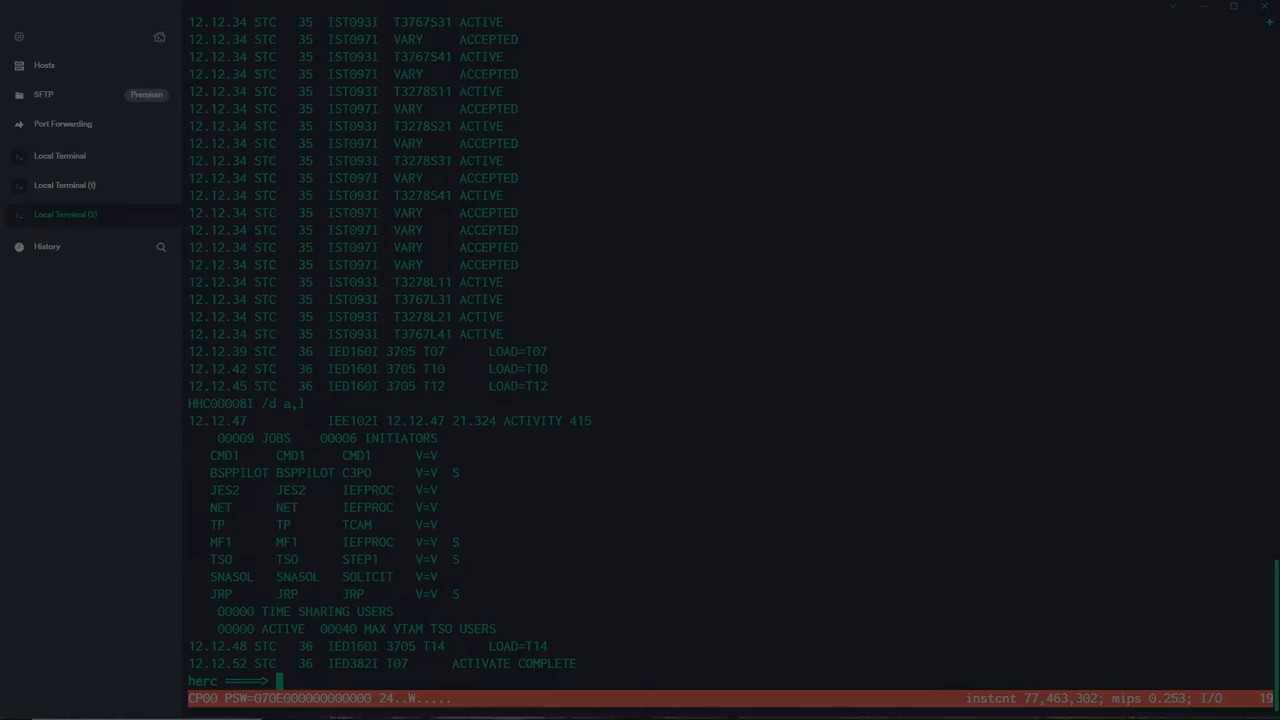 Hosts
SFTP Premium
Port Forwarding
Local Terminal
Local Terminal (1)
Local Terminal (2)
History
12.12.34 STC 35 IST093I T3767S31 ACTIVE
12.12.34 STC 35 IST097I VARY ACCEPTED
12.12.34 STC 35 IST093I T3767S41 ACTIVE
12.12.34 STC 35 IST097I VARY ACCEPTED
12.12.34 STC 35 IST093I T3278S11 ACTIVE
12.12.34 STC 35 IST097I VARY ACCEPTED
12.12.34 STC 35 IST093I T3278S21 ACTIVE
12.12.34 STC 35 IST097I VARY ACCEPTED
12.12.34 STC 35 IST093I T3278S31 ACTIVE
12.12.34 STC 35 IST097I VARY ACCEPTED
12.12.34 STC 35 IST093I T3278S41 ACTIVE
12.12.34 STC 35 IST097I VARY ACCEPTED
12.12.34 STC 35 IST097I VARY ACCEPTED
12.12.34 STC 35 IST097I VARY ACCEPTED
12.12.34 STC 35 IST097I VARY ACCEPTED
12.12.34 STC 35 IST093I T3278L11 ACTIVE
12.12.34 STC 35 IST093I T3767L31 ACTIVE
12.12.34 STC 35 IST093I T3278L21 ACTIVE
12.12.34 STC 35 IST093I T3767L41 ACTIVE
12.12.39 STC 36 IED160I 3705 T07 LOAD=T07
12.12.42 STC 36 IED160I 3705 T10 LOAD=T10
12.12.45 STC 36 IED160I 3705 T12 LOAD=T12
HHC00008I /d a,l
12.12.47 IEE102I 12.12.47 21.324 ACTIVITY 415
00009 JOBS 00006 INITIATORS
CMD1 CMD1 CMD1 V=V
BSPPILOT BSPPILOT C3PO V=V S
JES2 JES2 IEFPROC V=V
NET NET IEFPROC V=V
TP TP TCAM V=V
MF1 MF1 IEFPROC V=V S
TSO TSO STEP1 V=V S
SNASOL SNASOL SOLICIT V=V
JRP JRP JRP V=V S
00000 TIME SHARING USERS
00000 ACTIVE 00040 MAX VTAM TSO USERS
12.12.48 STC 36 IED160I 3705 T14 LOAD=T14
12.12.52 STC 36 IED382I T07 ACTIVATE COMPLETE
herc =====>
CP00 PSW=070E000000000000 24..W..... instcnt 77,463,302; mips 0.253; I/O 19